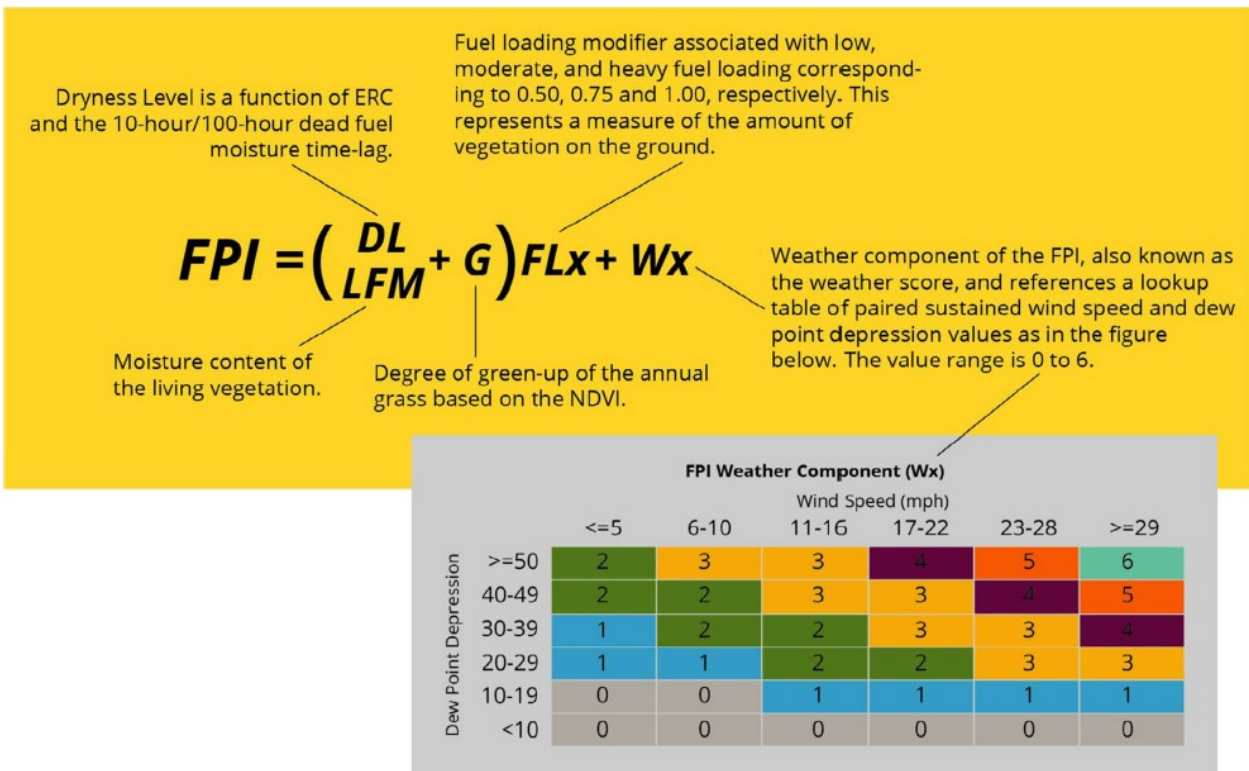 Fuel loading modifier associated with low,
moderate, and heavy fuel loading correspond-
ing to 0.50, 0.75 and 1.00, respectively. This
represents a measure of the amount of
vegetation on the ground.
Dryness Level is a function of ERC
and the 10-hour/100-hour dead fuel
moisture time-lag.
FPI = ( DL
LFM + G ) FLx + Wx
Weather component of the FPI, also known as
the weather score, and references a lookup
table of paired sustained wind speed and dew
point depression values as in the figure
below. The value range is 0 to 6.
Moisture content of
the living vegetation.
Degree of green-up of the annual
grass based on the NDVI.
FPI Weather Component (Wx)
Wind Speed (mph)
<=5 6-10 11-16 17-22 23-28 >=29
Dew Point Depression
>=50 2 3 3 4 5 6
40-49 2 2 3 3 4 5
30-39 1 2 2 3 3 4
20-29 1 1 2 2 3 3
10-19 0 0 1 1 1 1
<10 0 0 0 0 0 0